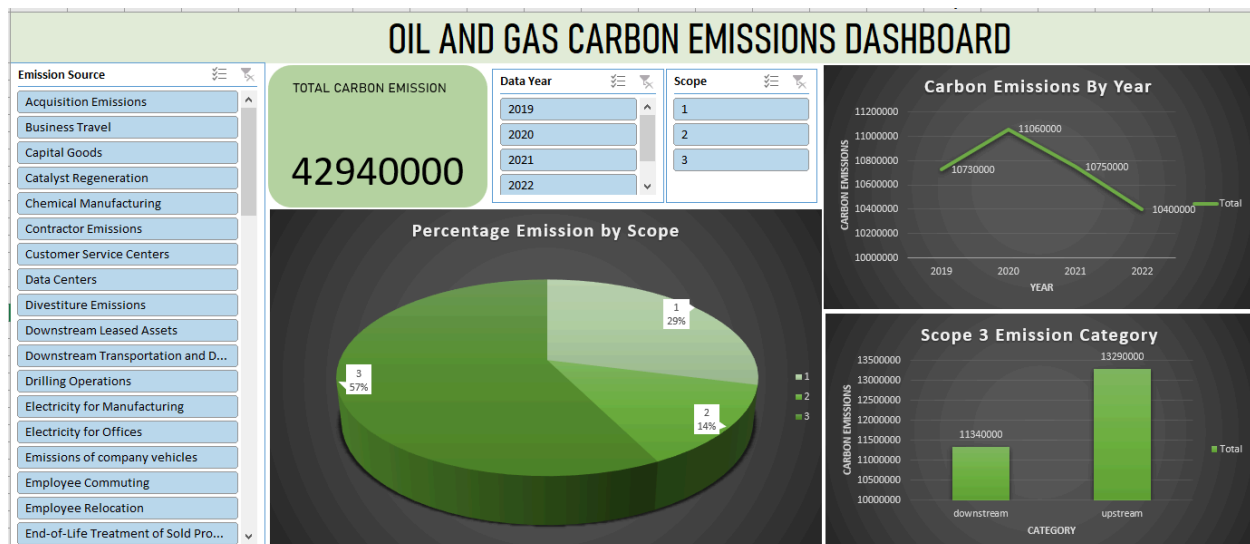 OIL AND GAS CARBON EMISSIONS DASHBOARD
Emission Source
Acquisition Emissions
Business Travel
Capital Goods
Catalyst Regeneration
Chemical Manufacturing
Contractor Emissions
Customer Service Centers
Data Centers
Divestiture Emissions
Downstream Leased Assets
Downstream Transportation and D...
Drilling Operations
Electricity for Manufacturing
Electricity for Offices
Emissions of company vehicles
Employee Commuting
Employee Relocation
End-of-Life Treatment of Sold Pro...
TOTAL CARBON EMISSION
42940000
Data Year
2019
2020
2021
2022
Scope
1
2
3
Percentage Emission by Scope
1
29%
2
14%
3
57%
1
2
3
Carbon Emissions By Year
CARBON EMISSIONS
11200000
11000000
10800000
10600000
10400000
10200000
10000000
10730000
11060000
10750000
10400000
2019
2020
2021
2022
YEAR
Total
Scope 3 Emission Category
CARBON EMISSIONS
13500000
13000000
12500000
12000000
11500000
11000000
10500000
10000000
11340000
13290000
downstream
upstream
CATEGORY
Total